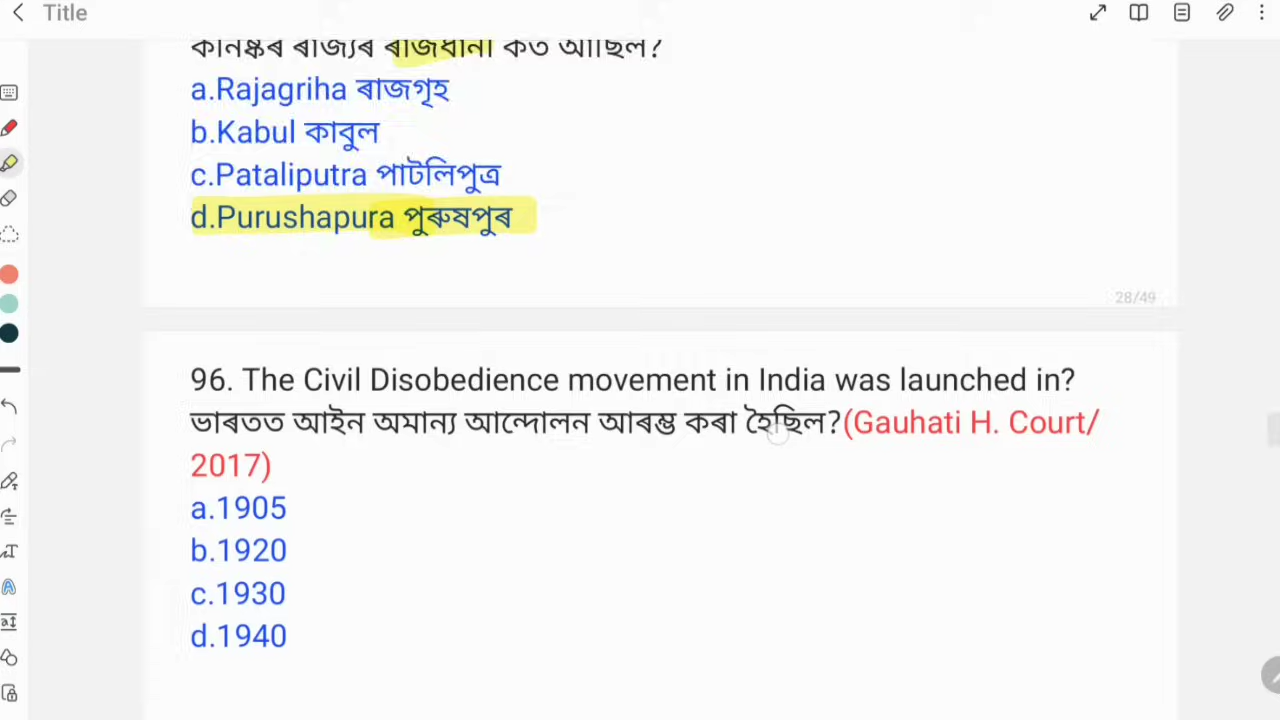 Title
কনিষ্কৰ ৰাজ্যৰ ৰাজধানী কত আছিল?
a.Rajagriha ৰাজগৃহ
b.Kabul কাবুল
c.Pataliputra পাটলিপুত্ৰ
d.Purushapura পুৰুষপুৰ
28/49
96. The Civil Disobedience movement in India was launched in?
ভাৰতত আইন অমান্য আন্দোলন আৰম্ভ কৰা হৈছিল?(Gauhati H. Court/
2017)
a.1905
b.1920
c.1930
d.1940